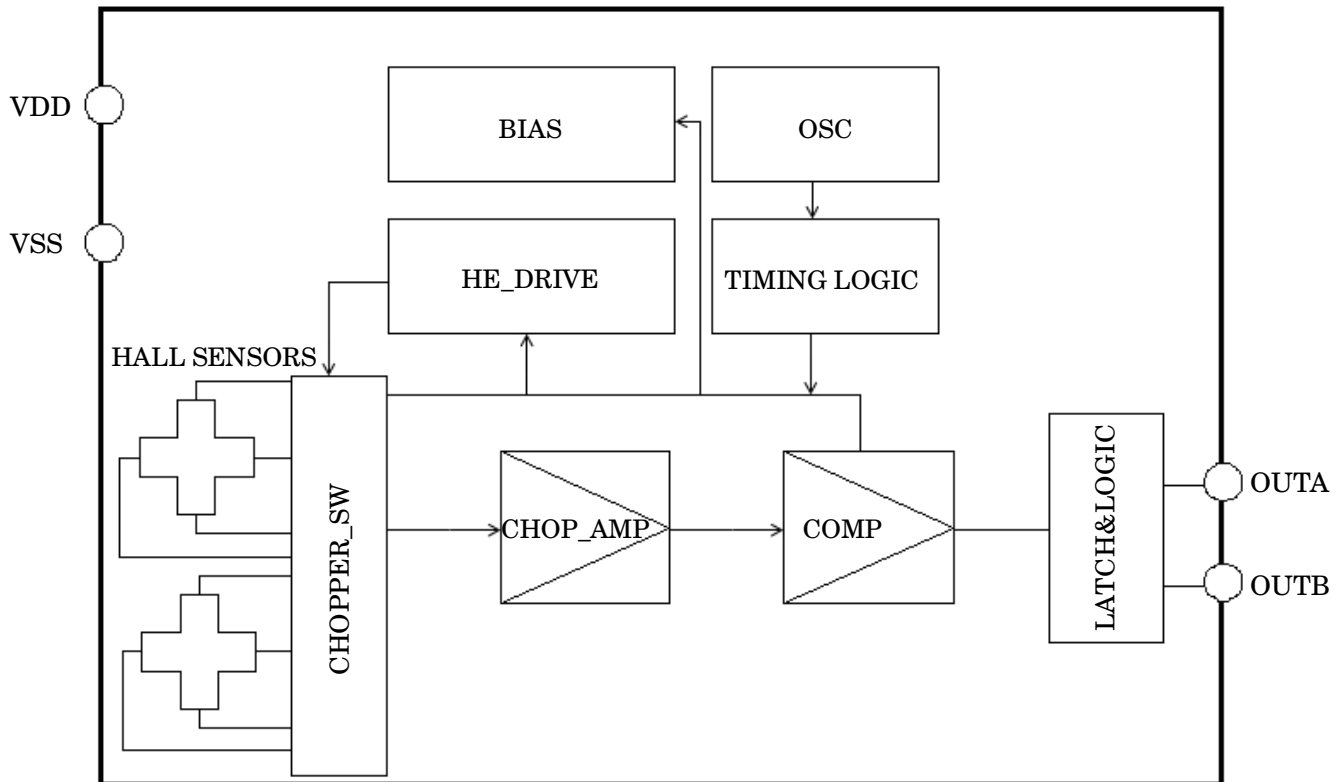 VDD
BIAS
OSC
VSS
HE_DRIVE
TIMING LOGIC
HALL SENSORS
CHOPPER_SW
CHOP_AMP
COMP
LATCH&LOGIC
OUTA
OUTB